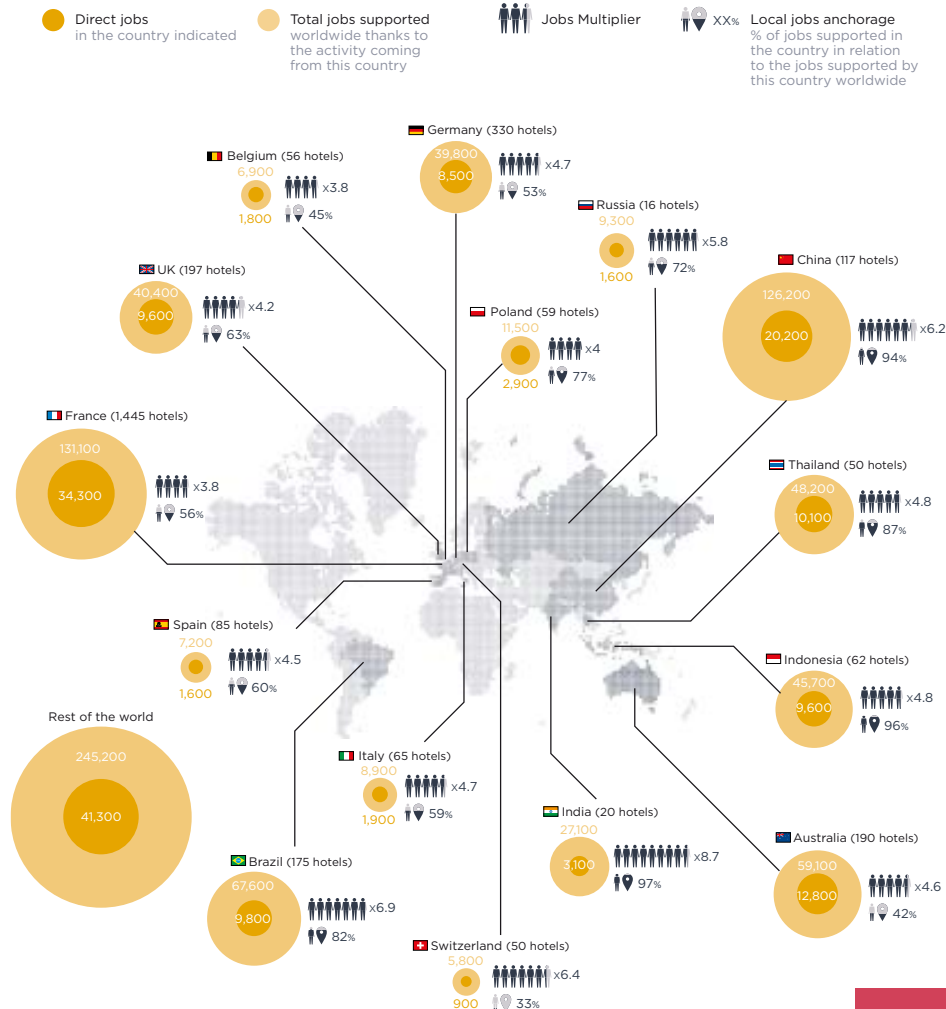 Direct jobs
in the country indicated
Total jobs supported
worldwide thanks to
the activity coming
from this country
Jobs Multiplier
XX%
Local jobs anchorage
% of jobs supported in
the country in relation
to the jobs supported by
this country worldwide
Germany (330 hotels)
39,800
8,500
x4.7
53%
Belgium (56 hotels)
6,900
1,800
x3.8
45%
Russia (16 hotels)
9,300
1,600
x5.8
72%
UK (197 hotels)
40,400
9,600
x4.2
63%
China (117 hotels)
126,200
20,200
x6.2
94%
Poland (59 hotels)
11,500
2,900
x4
77%
France (1,445 hotels)
131,100
34,300
x3.8
56%
Thailand (50 hotels)
48,200
10,100
x4.8
87%
Spain (85 hotels)
7,200
1,600
x4.5
60%
Indonesia (62 hotels)
45,700
9,600
x4.8
96%
Rest of the world
245,200
41,300
Italy (65 hotels)
8,900
1,900
x4.7
59%
India (20 hotels)
27,100
3,100
x8.7
97%
Australia (190 hotels)
59,100
12,800
x4.6
42%
Brazil (175 hotels)
67,600
9,800
x6.9
82%
Switzerland (50 hotels)
5,800
900
x6.4
33%